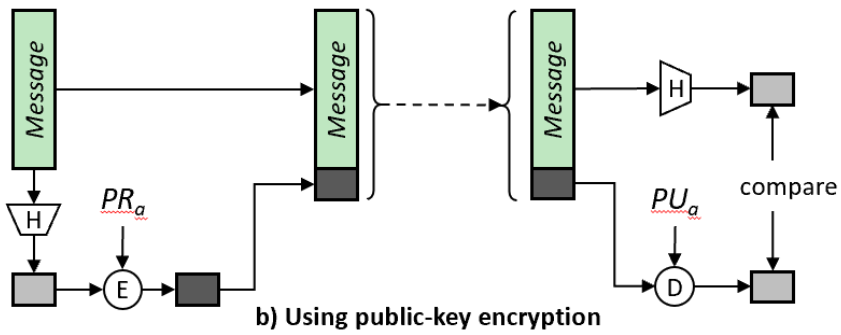 Message
Message
Message
H
compare
H
PRa
PUa
E
D
b) Using public-key encryption